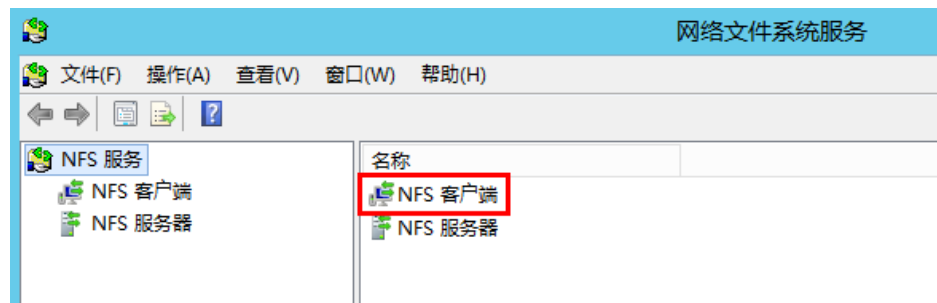 网络文件系统服务
文件(F) 操作(A) 查看(V) 窗口(W) 帮助(H)
NFS 服务
NFS 客户端
NFS 服务器
名称
NFS 客户端
NFS 服务器